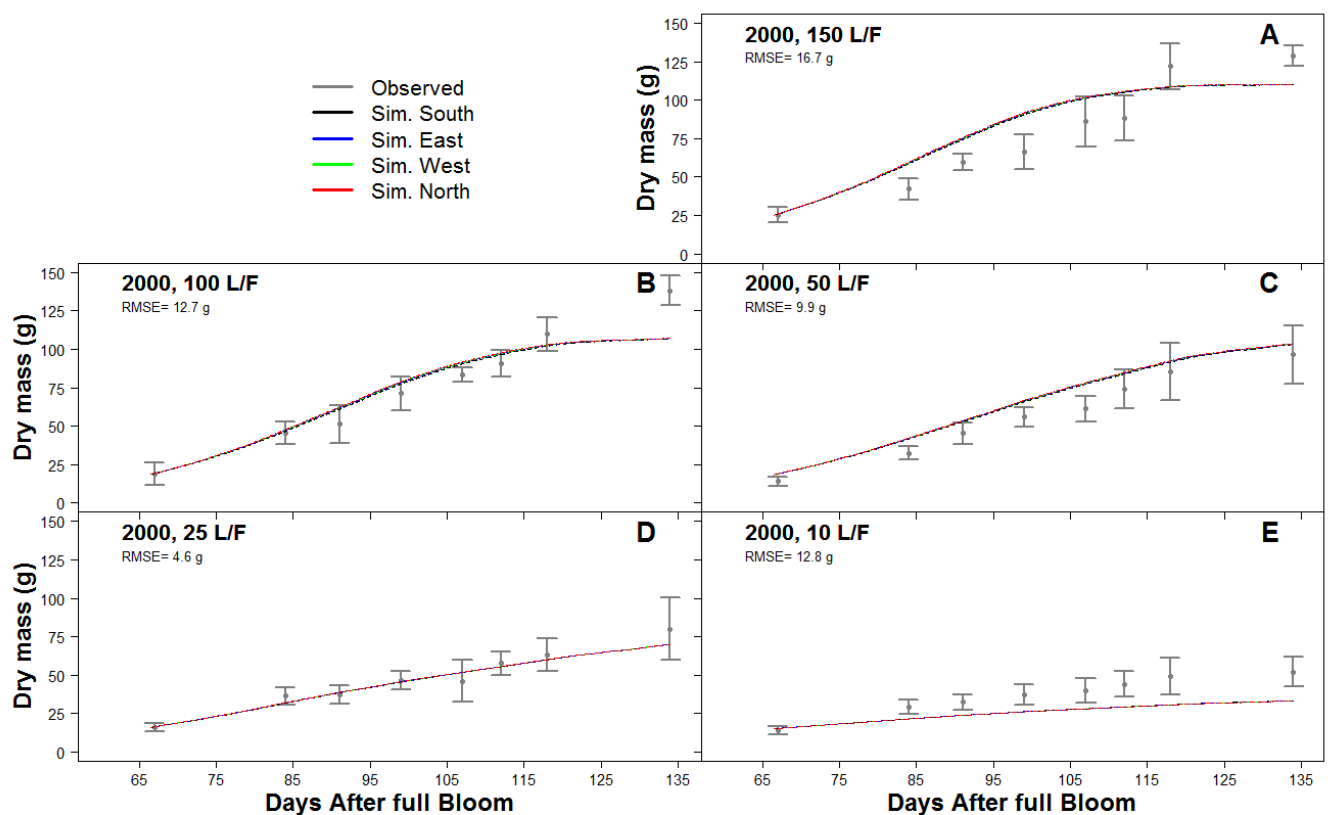 Observed
Sim. South
Sim. East
Sim. West
Sim. North
2000, 150 L/F
RMSE= 16.7 g
A
Dry mass (g)
150
125
100
75
50
25
0
2000, 100 L/F
RMSE= 12.7 g
B
Dry mass (g)
150
125
100
75
50
25
0
2000, 50 L/F
RMSE= 9.9 g
C
2000, 25 L/F
RMSE= 4.6 g
D
Dry mass (g)
150
125
100
75
50
25
0
65 75 85 95 105 115 125 135
Days After full Bloom
2000, 10 L/F
RMSE= 12.8 g
E
65 75 85 95 105 115 125 135
Days After full Bloom